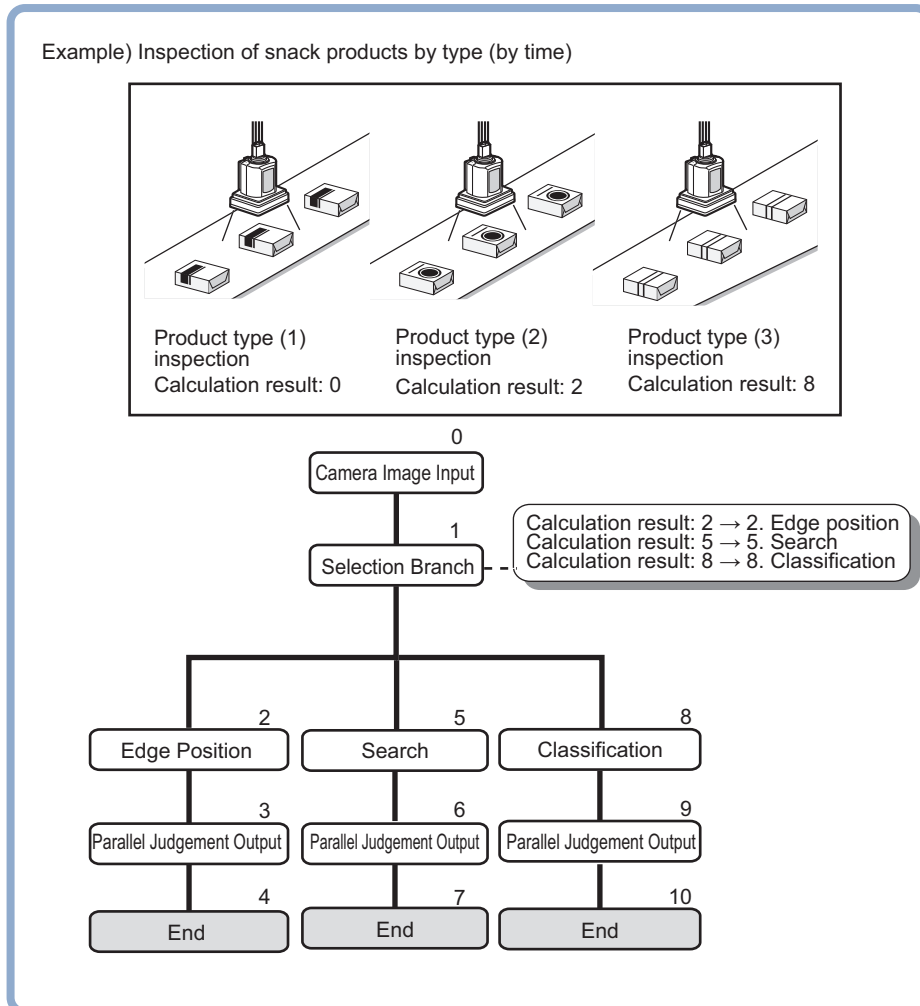 Example) Inspection of snack products by type (by time)
Product type (1)
inspection
Calculation result: 0
Product type (2)
inspection
Calculation result: 2
Product type (3)
inspection
Calculation result: 8
0
Camera Image Input
1
Selection Branch
Calculation result: 2 → 2. Edge position
Calculation result: 5 → 5. Search
Calculation result: 8 → 8. Classification
2
Edge Position
5
Search
8
Classification
3
Parallel Judgement Output
6
Parallel Judgement Output
9
Parallel Judgement Output
4
End
7
End
10
End